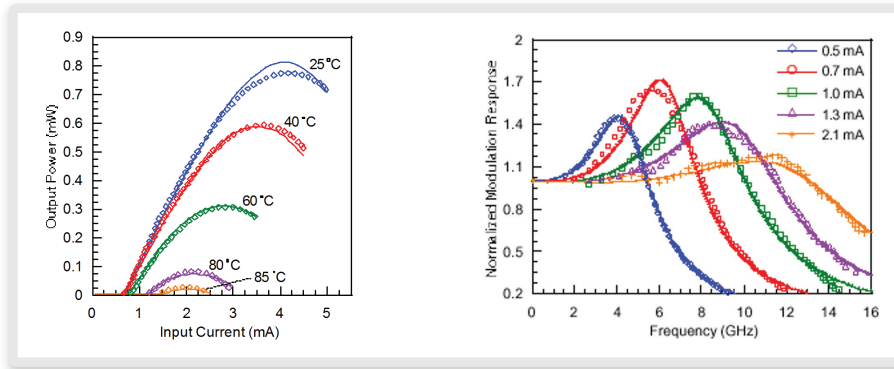 0.9
0.8
0.7
0.6
0.5
0.4
0.3
0.2
0.1
0
Output Power (mW)
25°C
40°C
60°C
80°C
85°C
0 1 2 3 4 5
Input Current (mA)
2
1.7
1.4
1.1
0.8
0.5
0.2
Normalized Modulation Response
0.5 mA
0.7 mA
1.0 mA
1.3 mA
2.1 mA
0 2 4 6 8 10 12 14 16
Frequency (GHz)